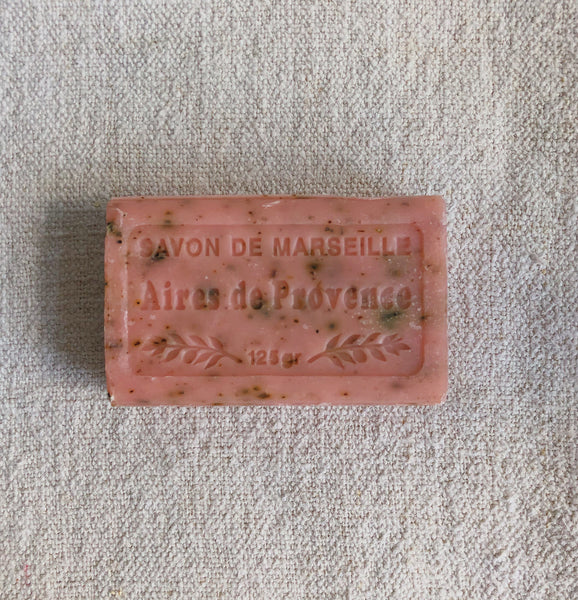 SAVON DE MARSEILLE
Aires de Provence
125gr